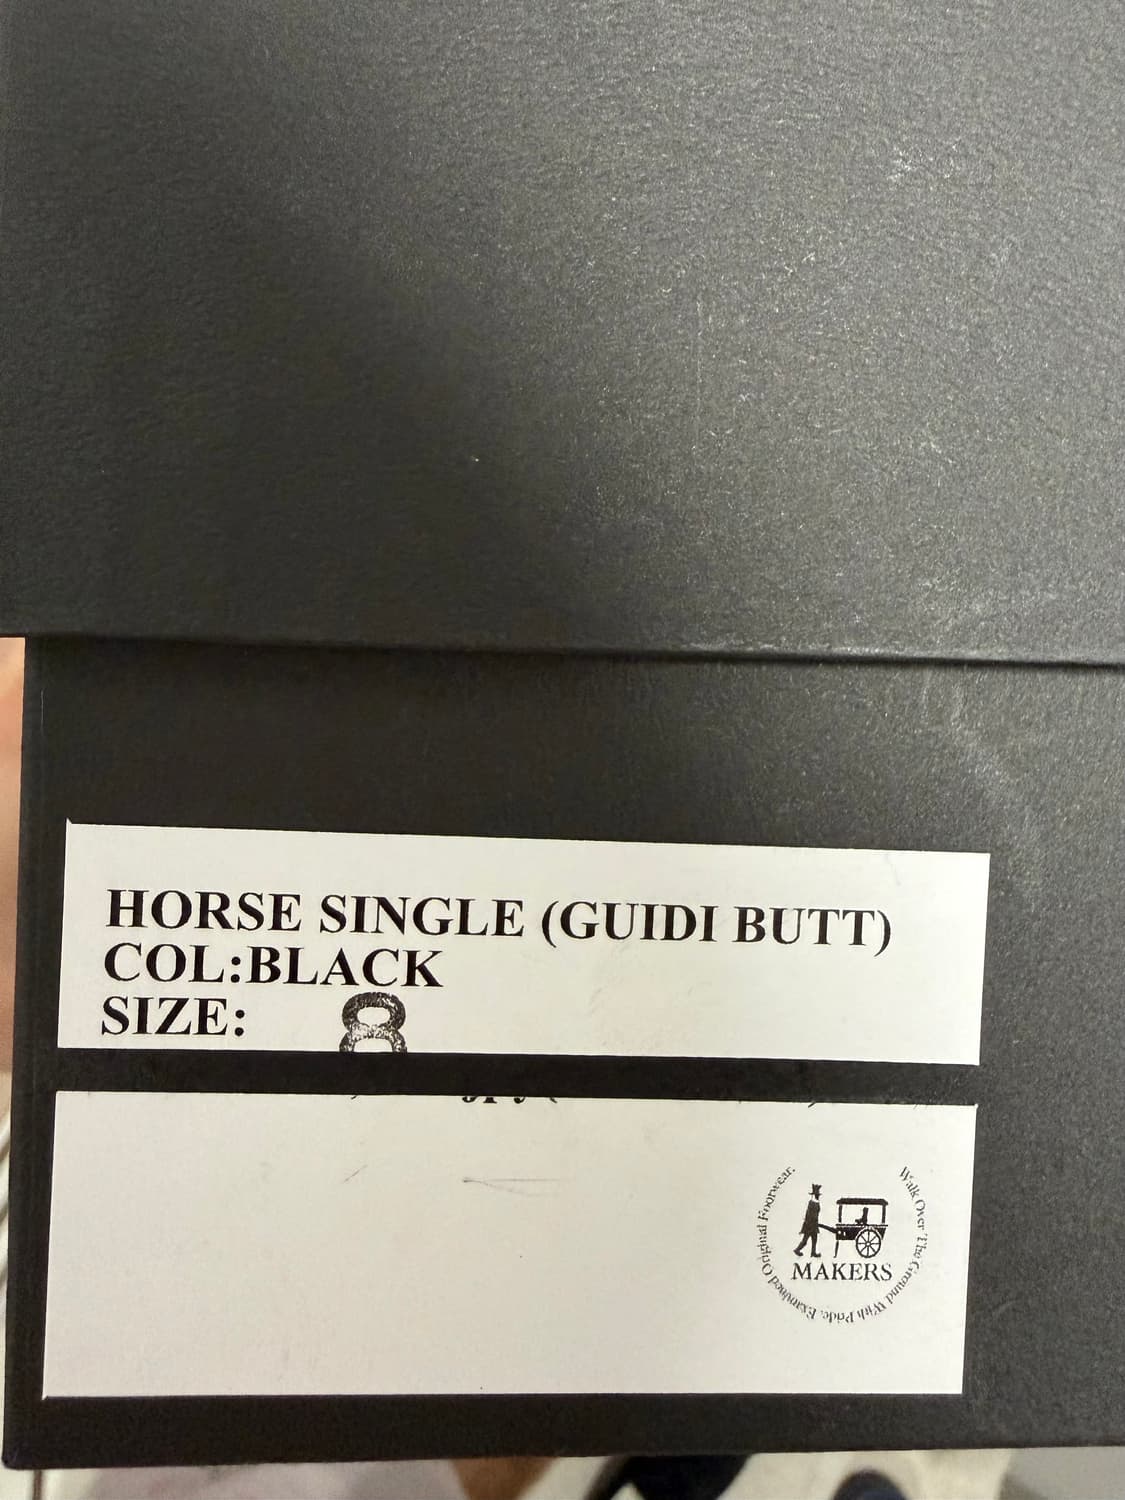 HORSE SINGLE (GUIDI BUTT)
COL:BLACK
SIZE: 8
MAKERS
Walk Over The Ground With Pride. Examined Original Footwear.